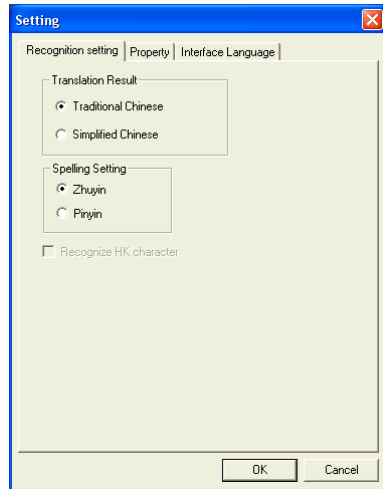 Setting
Recognition setting Property Interface Language
Translation Result
Traditional Chinese
Simplified Chinese
Spelling Setting
Zhuyin
Pinyin
Recognize HK character
OK Cancel